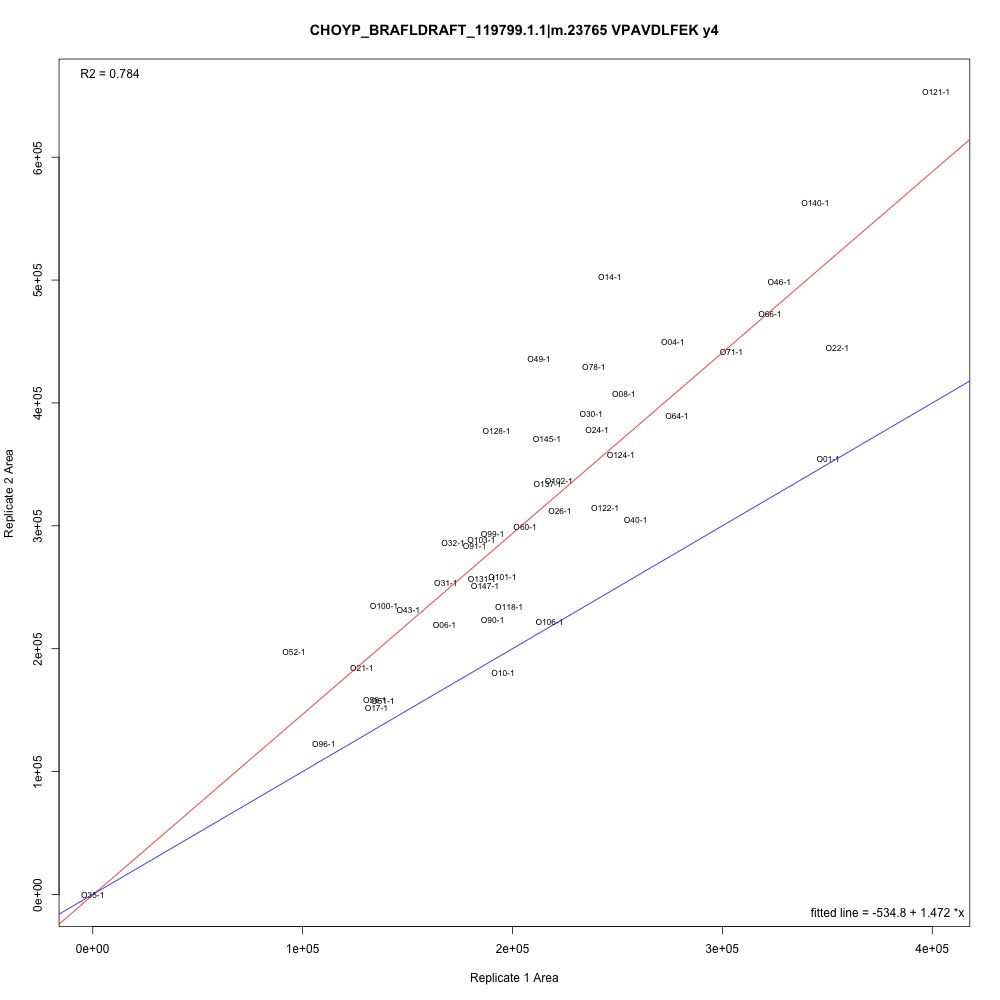 CHOYP_BRAFLDRAFT_119799.1.1|m.23765 VPAVDLFEK y4
R2 = 0.784
O121-1
O140-1
O14-1
O46-1
O66-1
O04-1
O22-1
O71-1
O49-1
O78-1
O08-1
O30-1
O64-1
O128-1
O24-1
O145-1
O124-1
O01-1
O102-1
O137-1
O26-1
O122-1
O40-1
O60-1
O99-1
O103-1
O32-1
O91-1
O101-1
O131-1
O31-1
O147-1
O100-1
O43-1
O118-1
O90-1
O106-1
O06-1
O52-1
O21-1
O10-1
O51-1
O17-1
O96-1
O35-1
fitted line = -534.8 + 1.472 *x
0e+00
1e+05
2e+05
3e+05
4e+05
5e+05
6e+05
Replicate 2 Area
0e+00 1e+05 2e+05 3e+05 4e+05
Replicate 1 Area